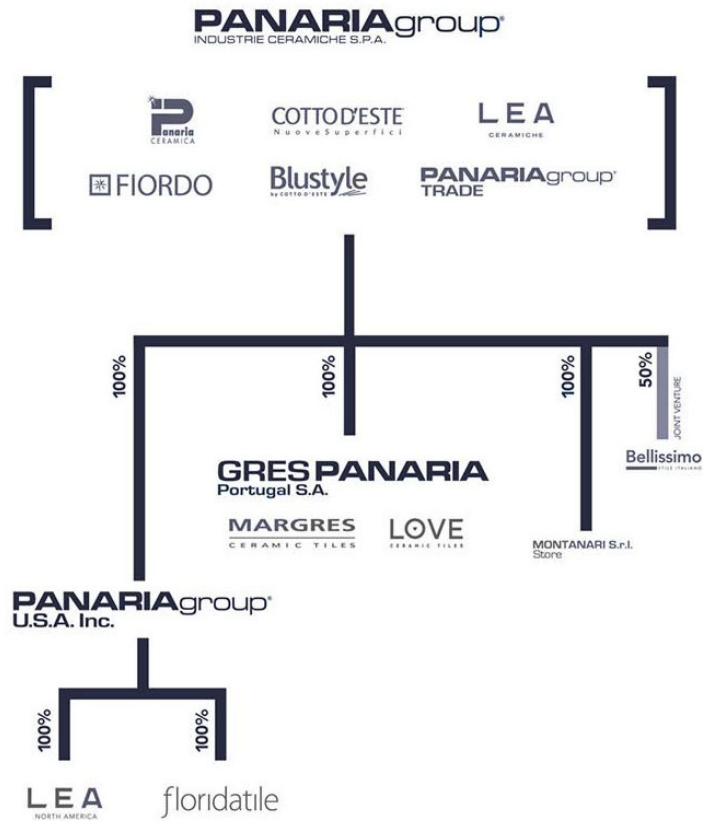 PANARIAgroup®
INDUSTRIE CERAMICHE S.P.A.
Panaria
CERAMICA
COTTO D'ESTE
NuoveSuperfici
LEA
CERAMICHE
FIORDO
Blustyle
by COTTO D'ESTE
PANARIAgroup®
TRADE
100%
100%
100%
50%
JOINT VENTURE
Bellissimo
STILE ITALIANO
GRES PANARIA
Portugal S.A.
MARGRES
CERAMIC TILES
LOVE
CERAMIC TILES
MONTANARI S.r.l.
Store
PANARIAgroup®
U.S.A. Inc.
100%
100%
LEA
NORTH AMERICA
floridatile